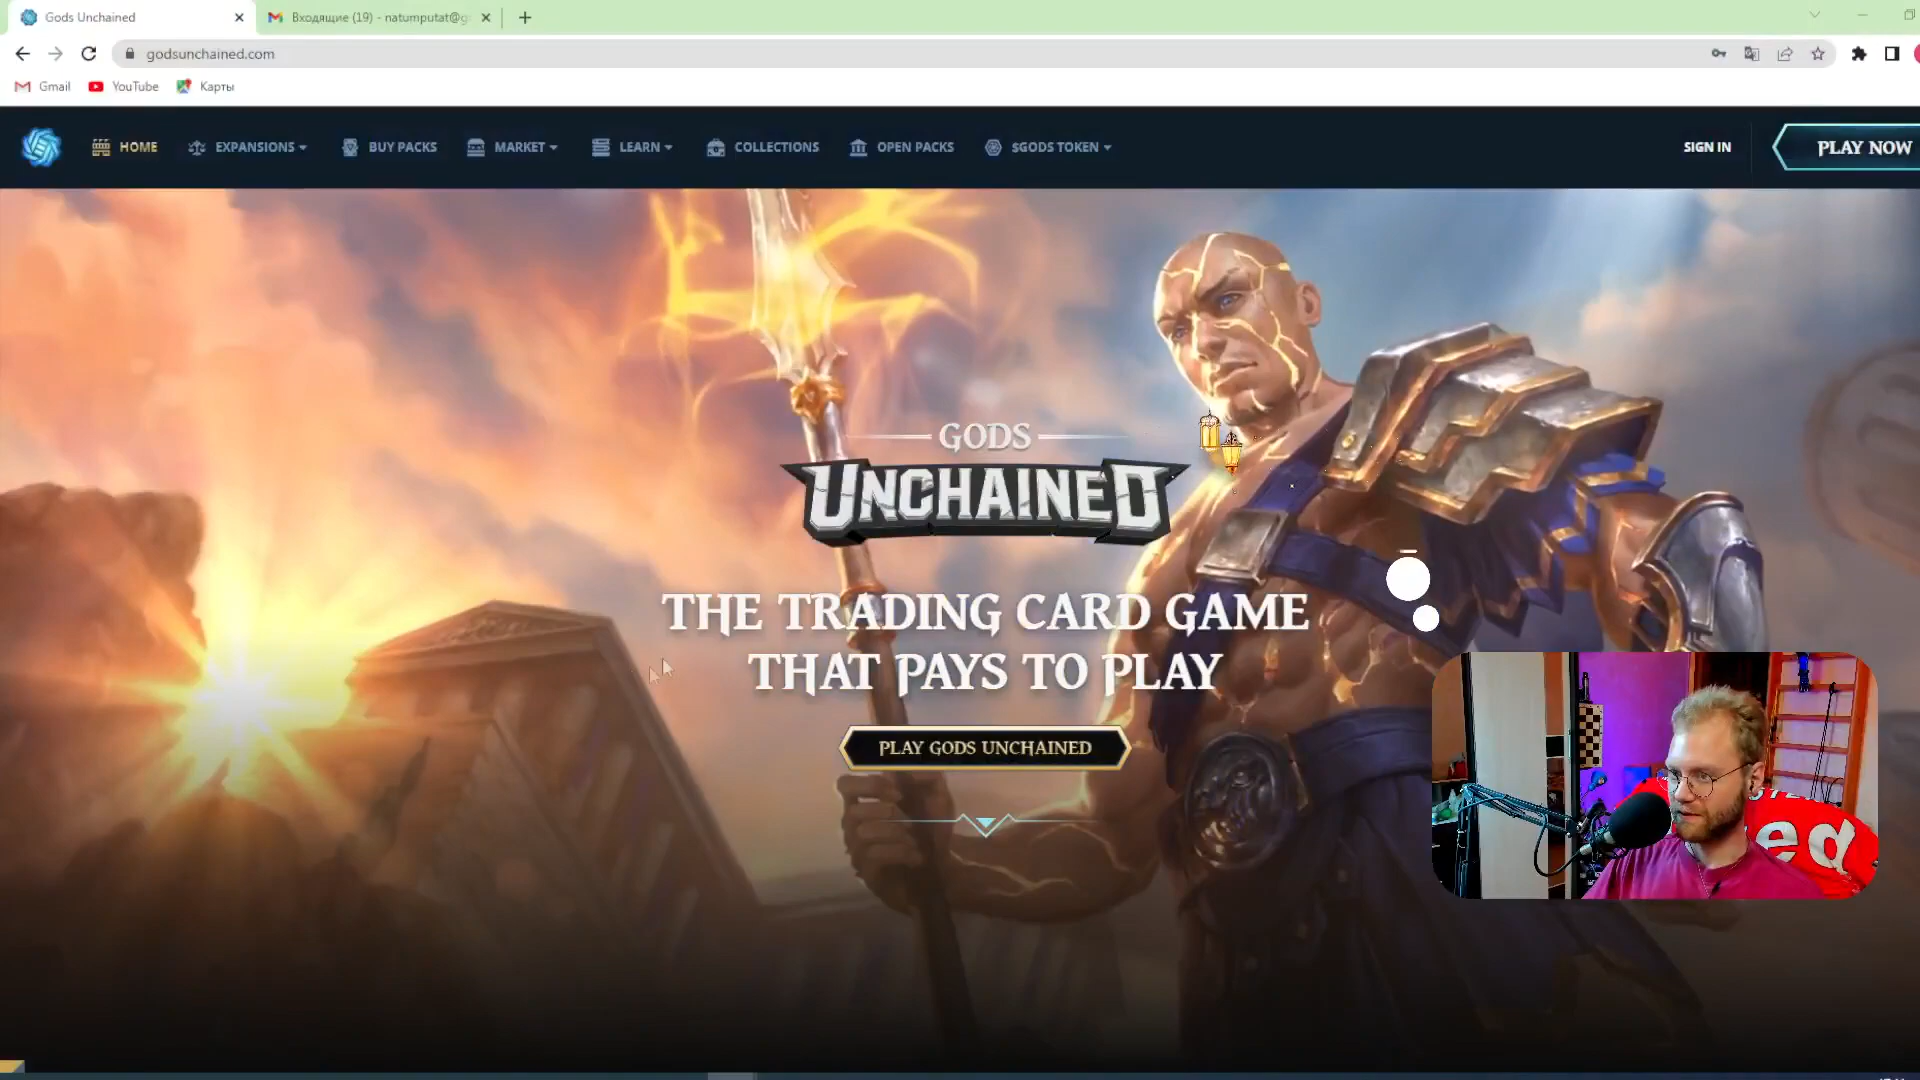 Gods Unchained
Входящие (19) - natumputat@g
godsunchained.com
Gmail
YouTube
Карты
HOME
EXPANSIONS
BUY PACKS
MARKET
LEARN
COLLECTIONS
OPEN PACKS
$GODS TOKEN
SIGN IN
PLAY NOW
GODS
UNCHAINED
THE TRADING CARD GAME
THAT PAYS TO PLAY
PLAY GODS UNCHAINED
ed